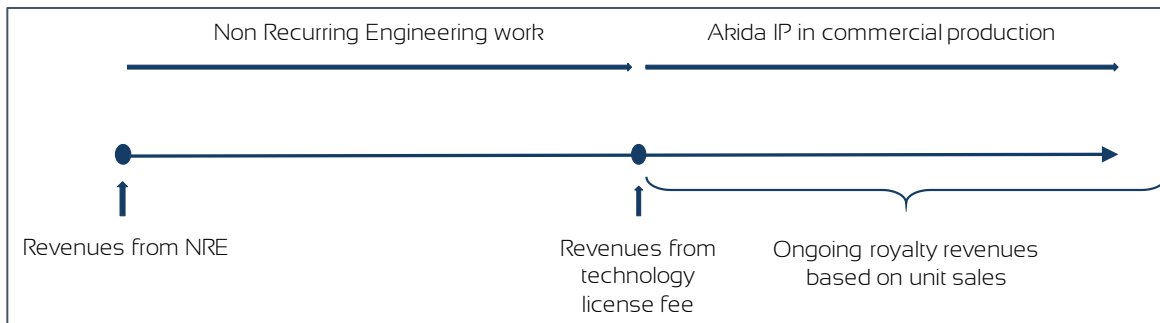 Non Recurring Engineering work
Akida IP in commercial production
Revenues from NRE
Revenues from
technology
license fee
Ongoing royalty revenues
based on unit sales